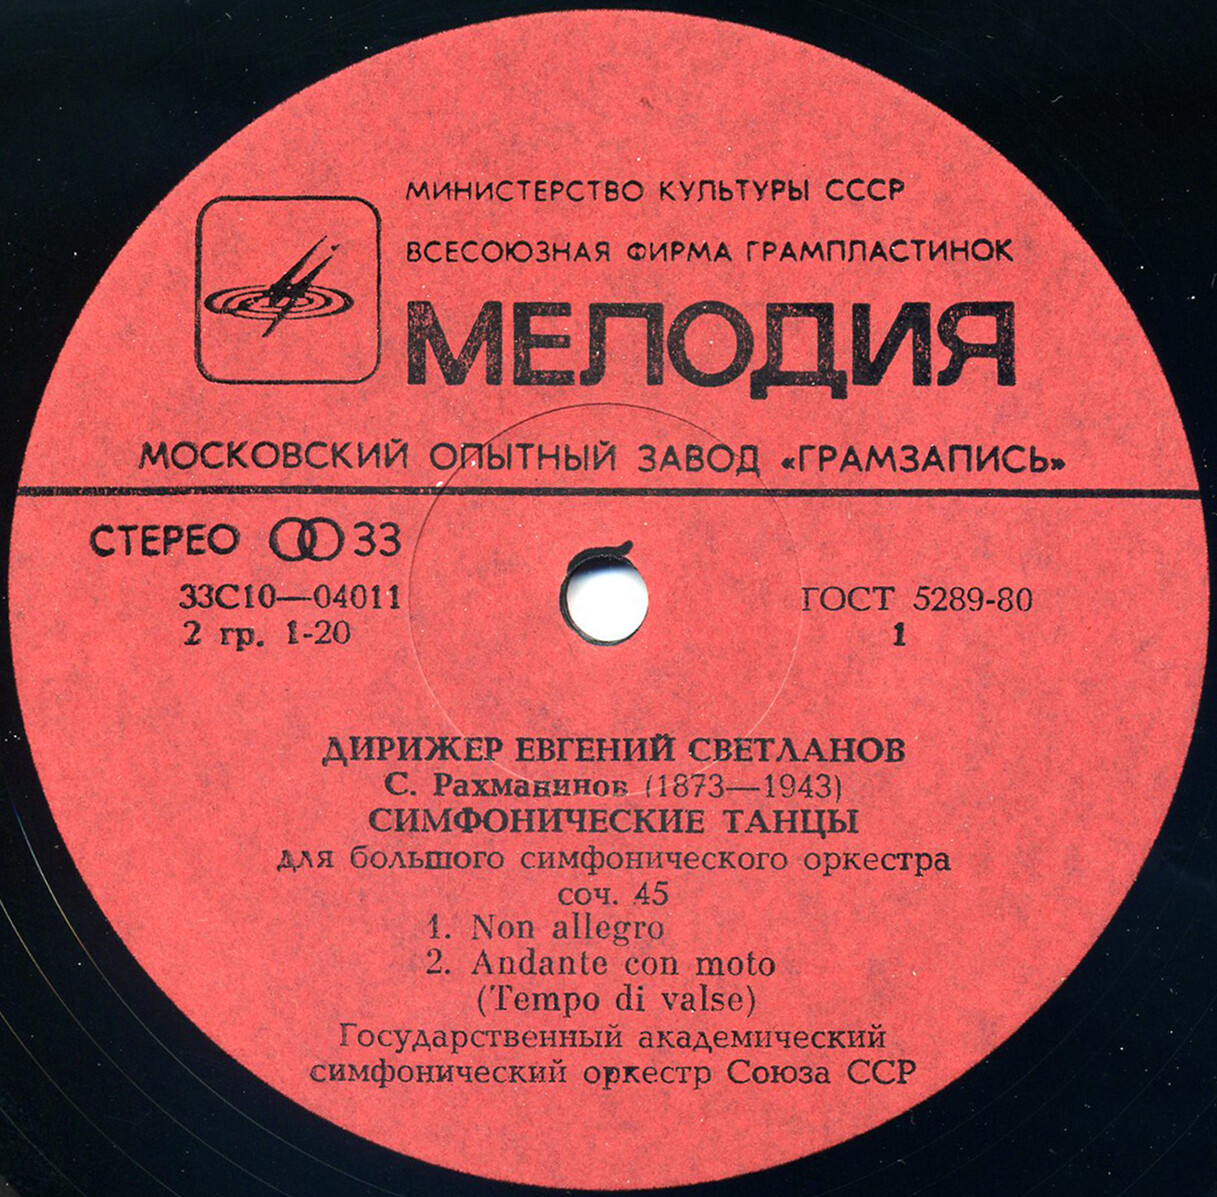 МИНИСТЕРСТВО КУЛЬТУРЫ СССР
ВСЕСОЮЗНАЯ ФИРМА ГРАМПЛАСТИНОК
МЕЛОДИЯ
МОСКОВСКИЙ ОПЫТНЫЙ ЗАВОД «ГРАМЗАПИСЬ»
СТЕРЕО 33
33С10—04011
2 гр. 1-20
ГОСТ 5289-80
1
ДИРИЖЕР ЕВГЕНИЙ СВЕТЛАНОВ
С. Рахманинов (1873—1943)
СИМФОНИЧЕСКИЕ ТАНЦЫ
для большого симфонического оркестра
соч. 45
1. Non allegro
2. Andante con moto
(Tempo di valse)
Государственный академический
симфонический оркестр Союза ССР